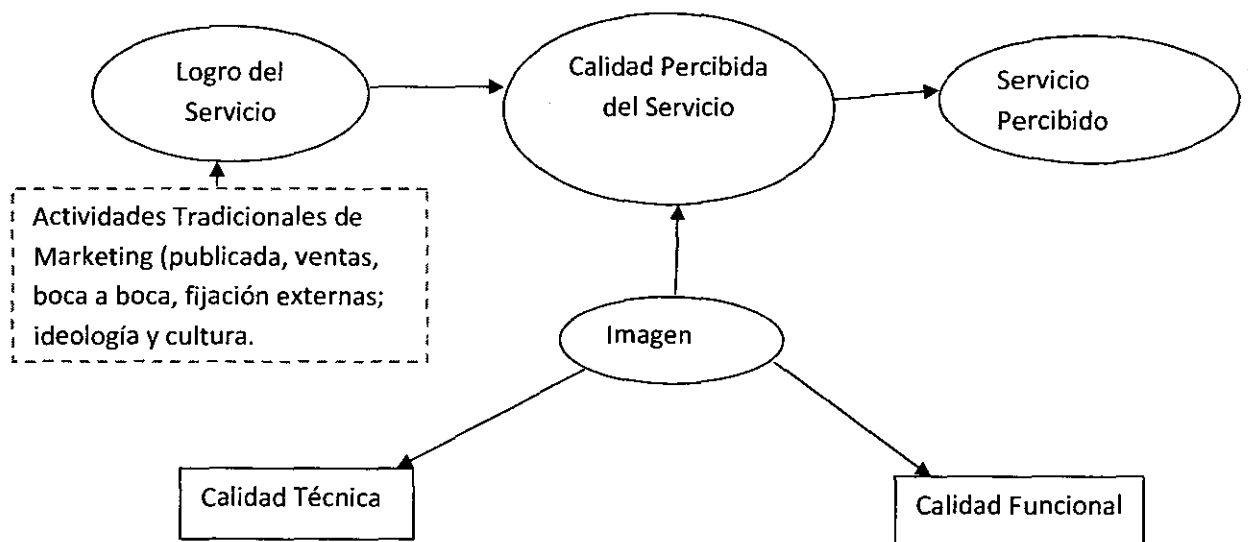 Logro del
Servicio
Calidad Percibida
del Servicio
Servicio
Percibido
Actividades Tradicionales de
Marketing (publicada, ventas,
boca a boca, fijación externas;
ideología y cultura.
Imagen
Calidad Técnica
Calidad Funcional